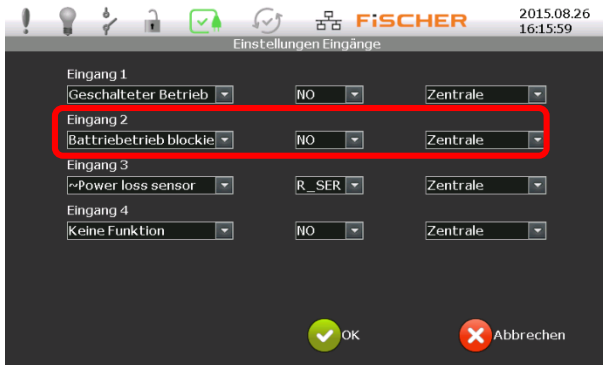 FiSCHER 2015.08.26
16:15:59
Einstellungen Eingänge
Eingang 1
Geschalteter Betrieb NO Zentrale
Eingang 2
Battriebetrieb blockie NO Zentrale
Eingang 3
~Power loss sensor R_SER Zentrale
Eingang 4
Keine Funktion NO Zentrale
OK Abbrechen